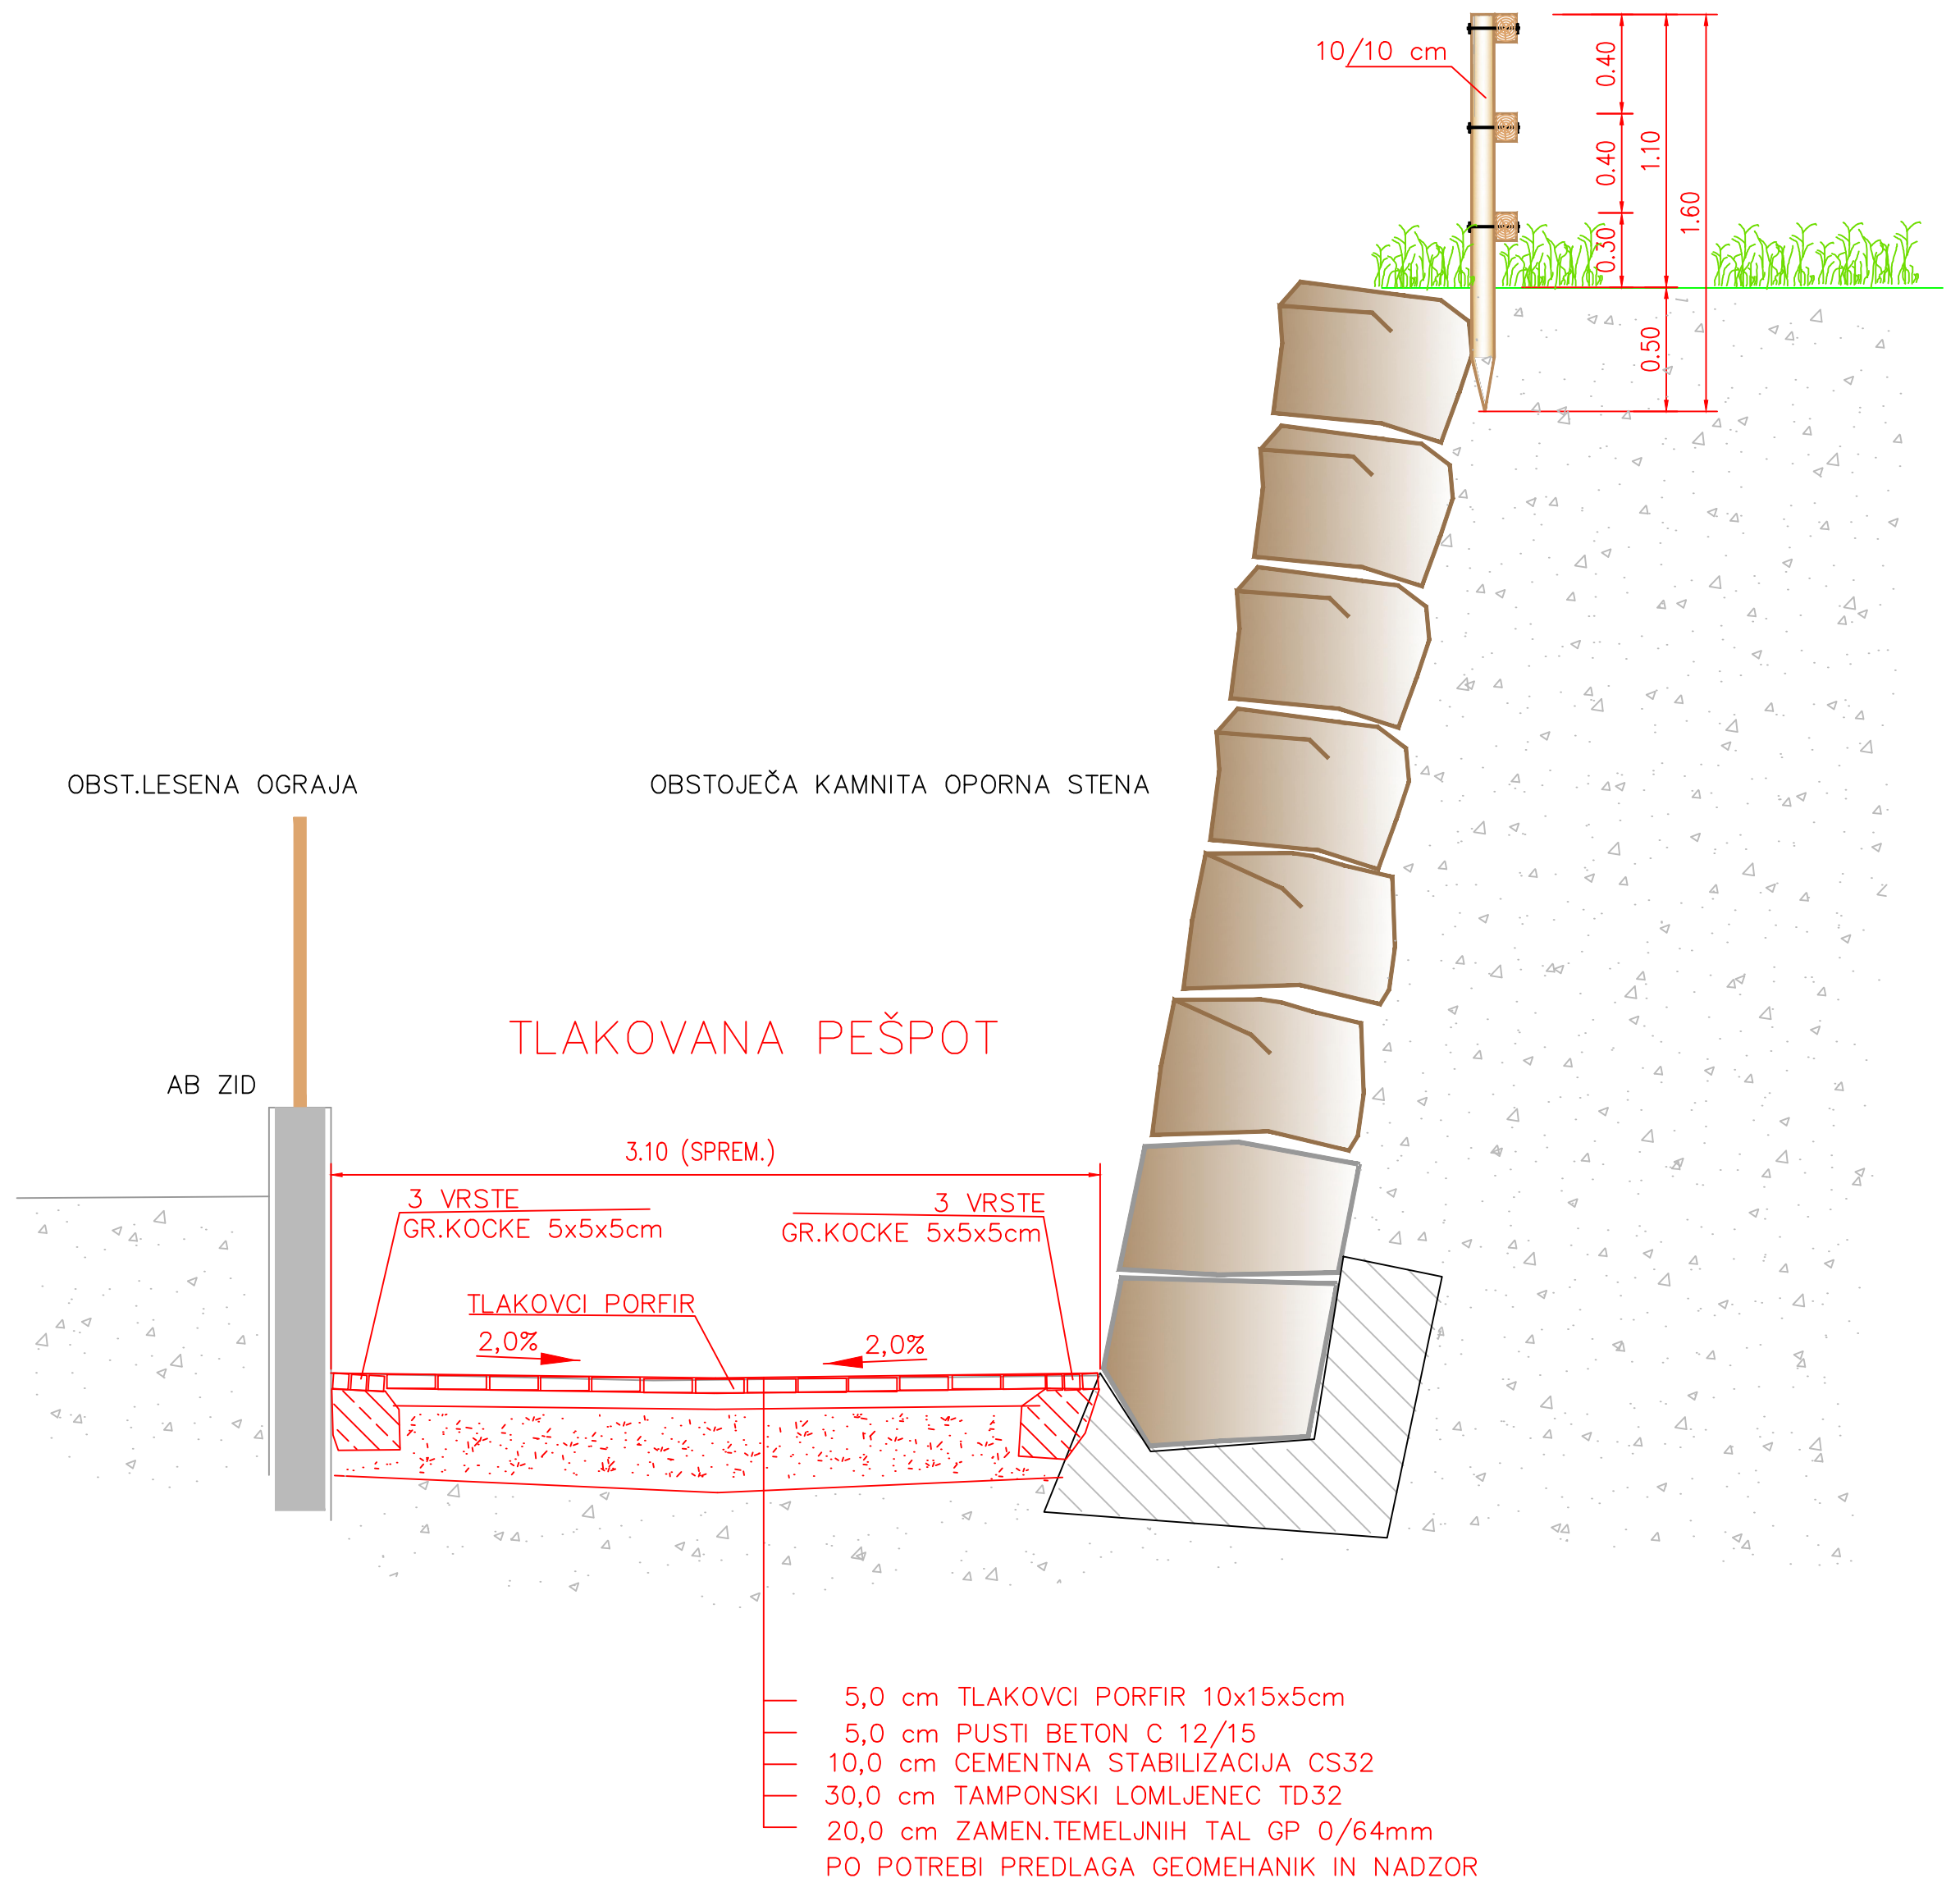 10/10 cm
0.40
0.40
0.30
1.10
0.50
1.60
OBST.LESENA OGRAJA
OBSTOJEČA KAMNITA OPORNA STENA
TLAKOVANA PEŠPOT
AB ZID
3.10 (SPREM.)
3 VRSTE
GR.KOCKE 5x5x5cm
3 VRSTE
GR.KOCKE 5x5x5cm
TLAKOVCI PORFIR
2,0%
2,0%
5,0 cm TLAKOVCI PORFIR 10x15x5cm
5,0 cm PUSTI BETON C 12/15
10,0 cm CEMENTNA STABILIZACIJA CS32
30,0 cm TAMPONSKI LOMLJENEC TD32
20,0 cm ZAMEN.TEMELJNIH TAL GP 0/64mm
PO POTREBI PREDLAGA GEOMEHANIK IN NADZOR